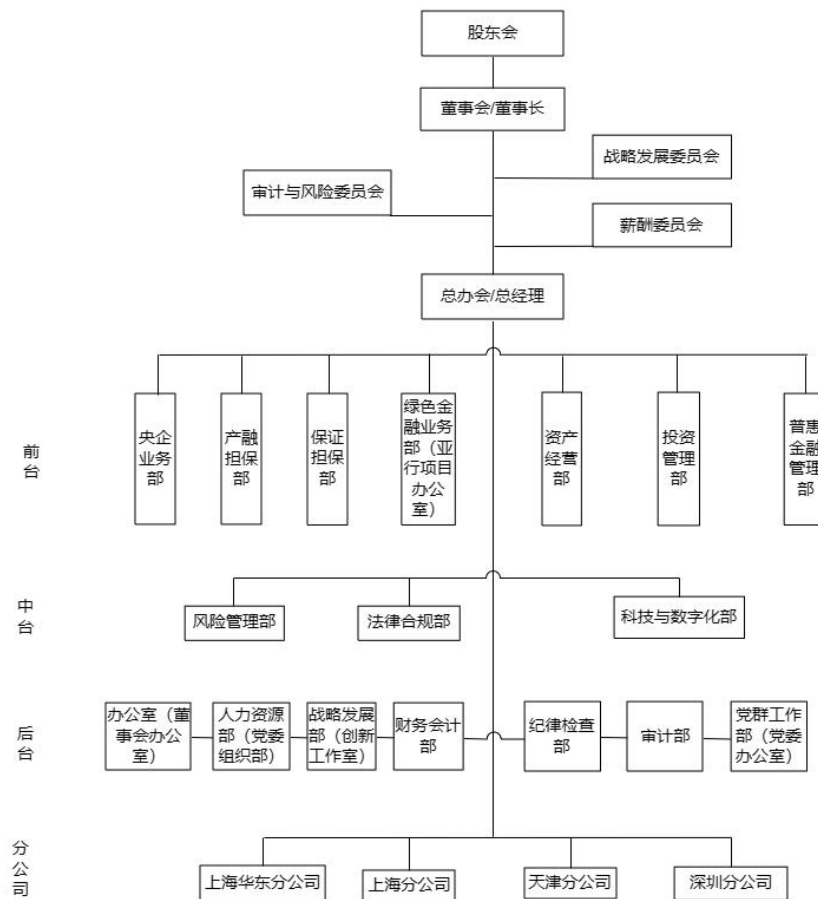 股东会
董事会/董事长
战略发展委员会
审计与风险委员会
薪酬委员会
总办会/总经理
前
台
央企
业务
部
产融
担保
部
保证
担保
部
绿色金
融业务
部（亚
行项目
办公
室）
资产
经营
部
投资
管理
部
普惠
金融
管理
部
中
台
风险管理部
法律合规部
科技与数字化部
后
台
办公室（董
事会办公
室）
人力资源
部（党委
组织部）
战略发展
部（创新
工作室）
财务会计
部
纪律检查
部
审计部
党群工作
部（党委
办公室）
分
公
司
上海华东分公司
上海分公司
天津分公司
深圳分公司